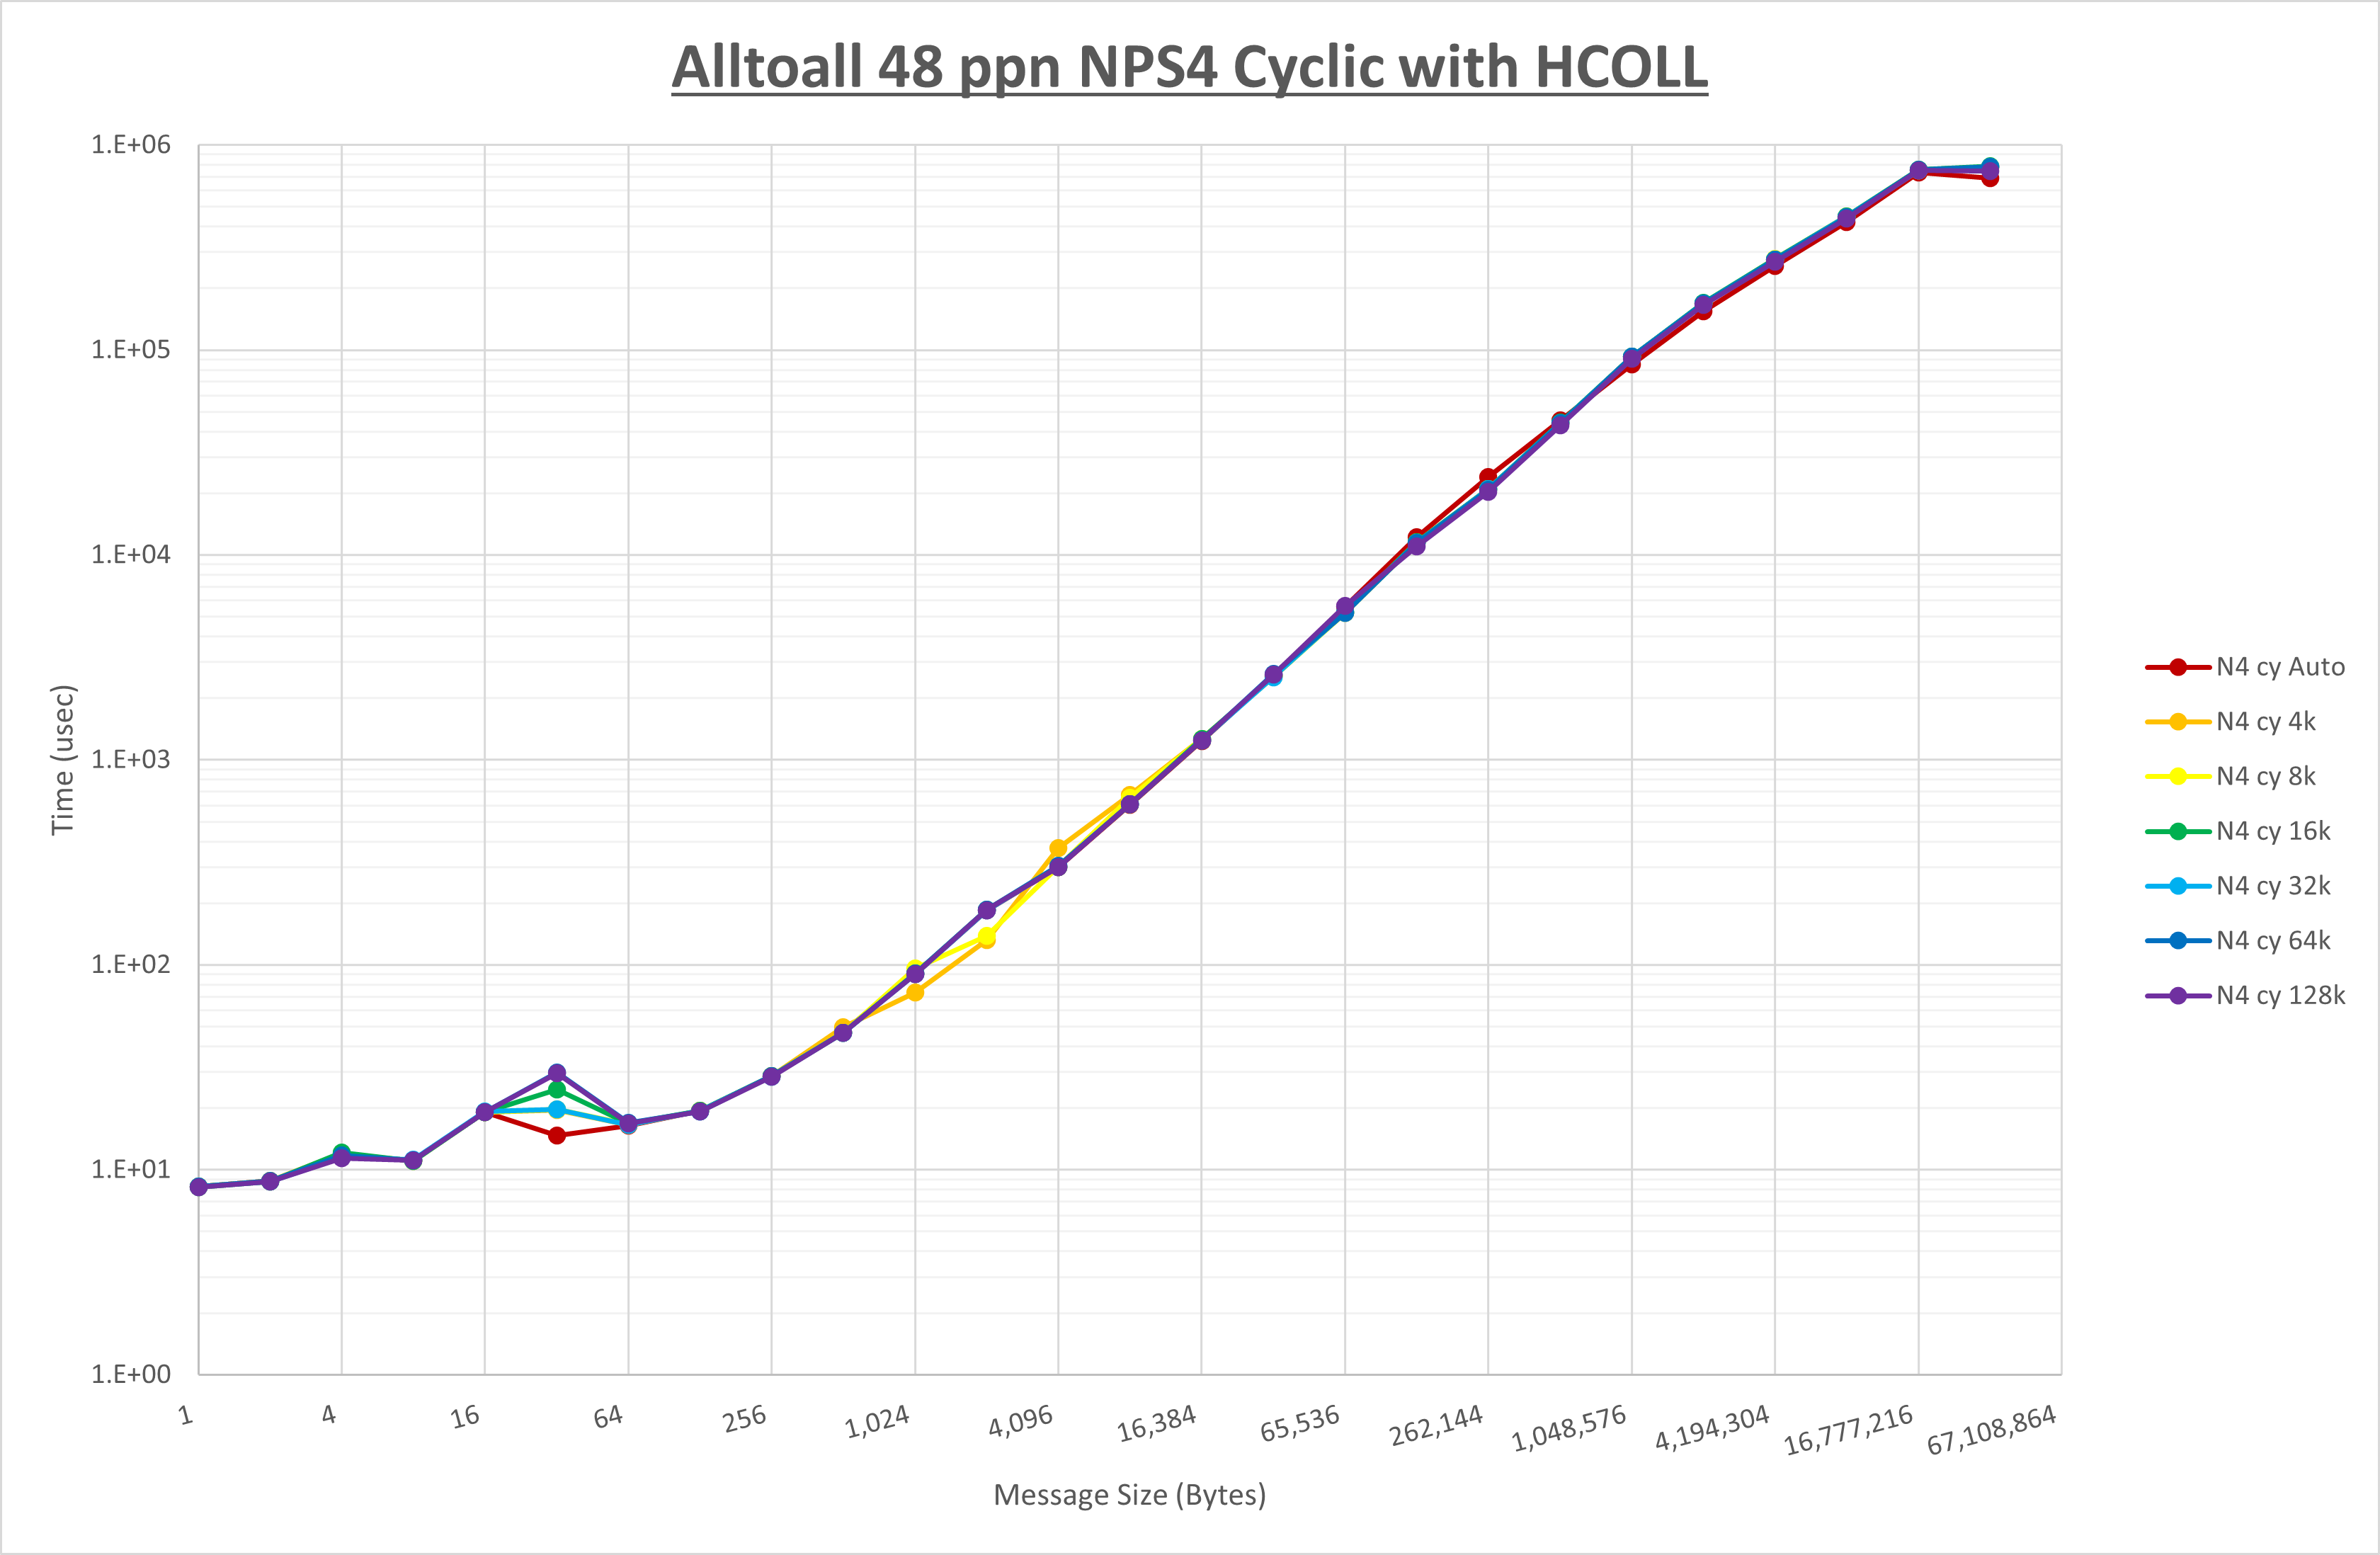 Alltoall 48 ppn NPS4 Cyclic with HCOLL
1.E+06
1.E+05
1.E+04
1.E+03
1.E+02
1.E+01
1.E+00
Time (usec)
1
4
16
64
256
1,024
4,096
16,384
65,536
262,144
1,048,576
4,194,304
16,777,216
67,108,864
Message Size (Bytes)
N4 cy Auto
N4 cy 4k
N4 cy 8k
N4 cy 16k
N4 cy 32k
N4 cy 64k
N4 cy 128k